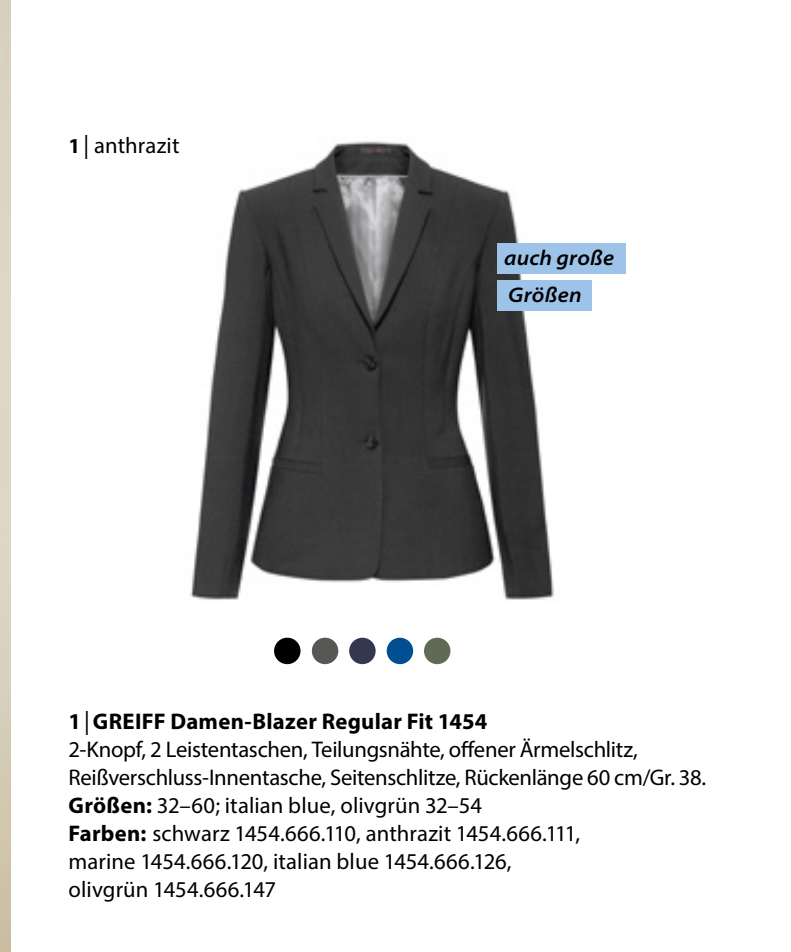 1 | anthrazit
auch große
Größen
1 | GREIFF Damen-Blazer Regular Fit 1454
2-Knopf, 2 Leistentaschen, Teilungsnähte, offener Ärmelschlitz,
Reißverschluss-Innentasche, Seitenschlitze, Rückenlänge 60 cm/Gr. 38.
Größen: 32–60; italian blue, olivgrün 32–54
Farben: schwarz 1454.666.110, anthrazit 1454.666.111,
marine 1454.666.120, italian blue 1454.666.126,
olivgrün 1454.666.147